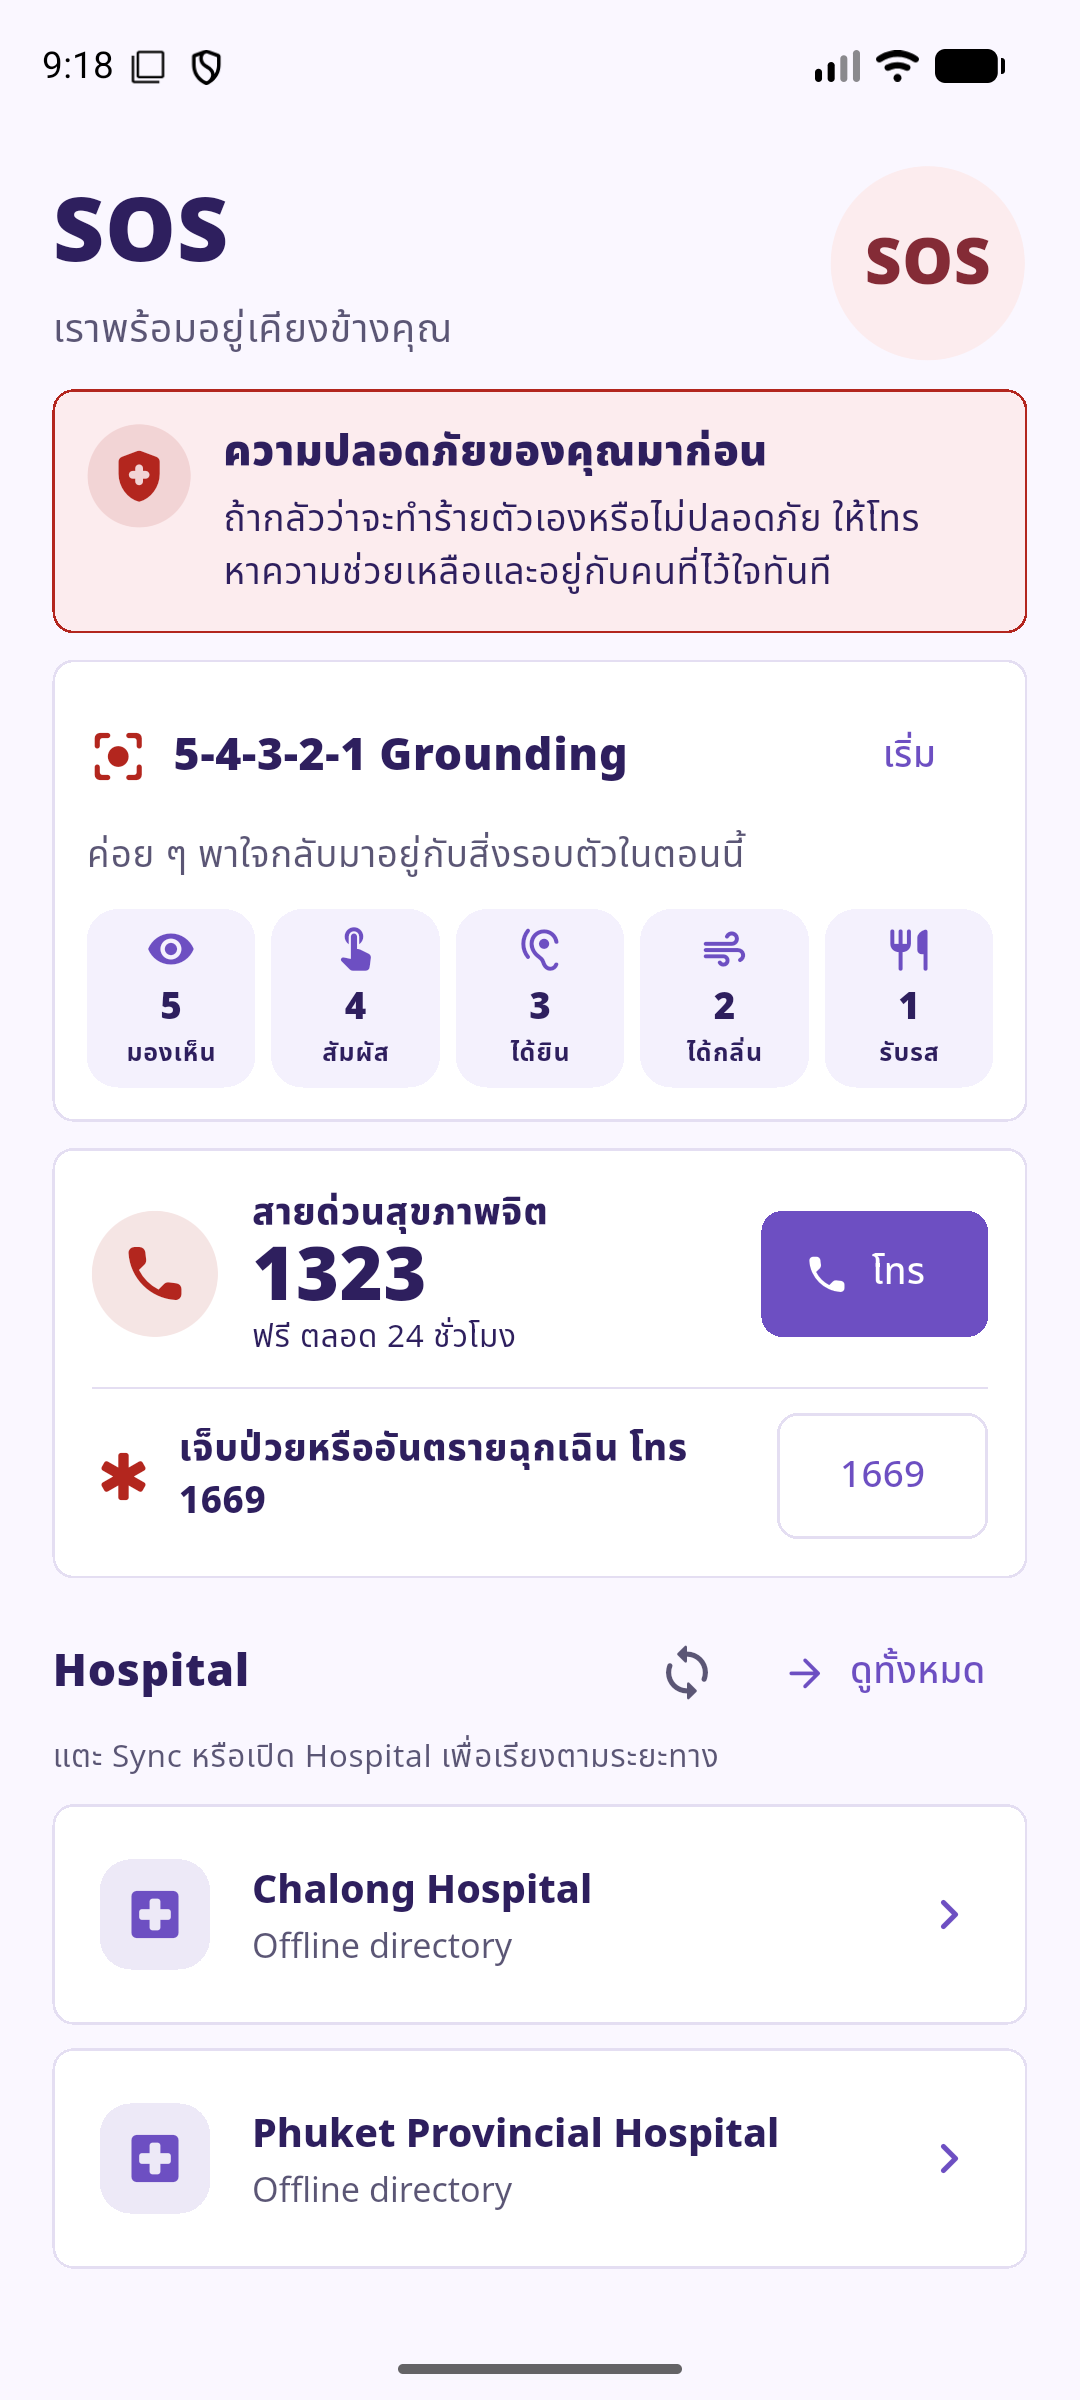 9:18
SOS
SOS
เราพร้อมอยู่เคียงข้างคุณ
ความปลอดภัยของคุณมาก่อน
ถ้ากลัวว่าจะทำร้ายตัวเองหรือไม่ปลอดภัย ให้โทร
หาความช่วยเหลือและอยู่กับคนที่ไว้ใจทันที
5-4-3-2-1 Grounding
เริ่ม
ค่อย ๆ พาใจกลับมาอยู่กับสิ่งรอบตัวในตอนนี้
5
มองเห็น
4
สัมผัส
3
ได้ยิน
2
ได้กลิ่น
1
รับรส
สายด่วนสุขภาพจิต
1323
ฟรี ตลอด 24 ชั่วโมง
โทร
เจ็บป่วยหรืออันตรายฉุกเฉิน โทร
1669
1669
Hospital
ดูทั้งหมด
แตะ Sync หรือเปิด Hospital เพื่อเรียงตามระยะทาง
Chalong Hospital
Offline directory
Phuket Provincial Hospital
Offline directory